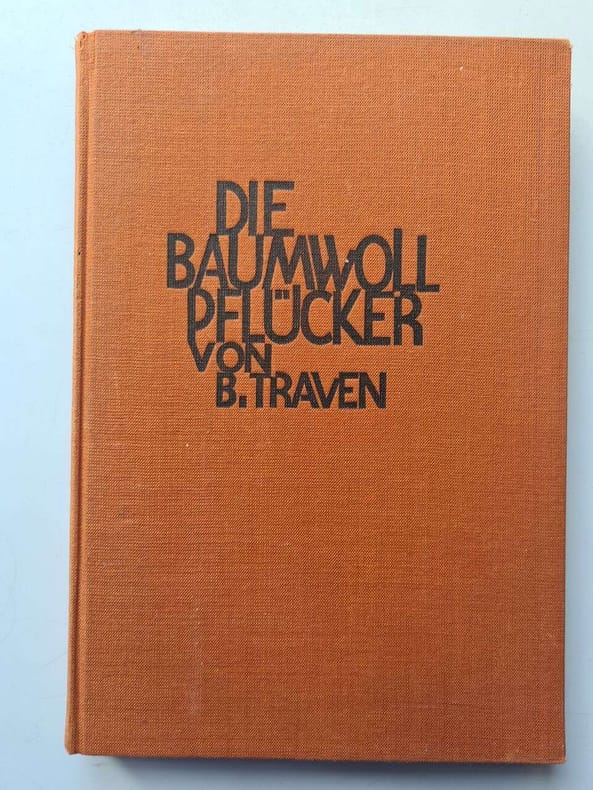 DIE
BAUMWOLL
PFLÜCKER
VON
B. TRAVEN